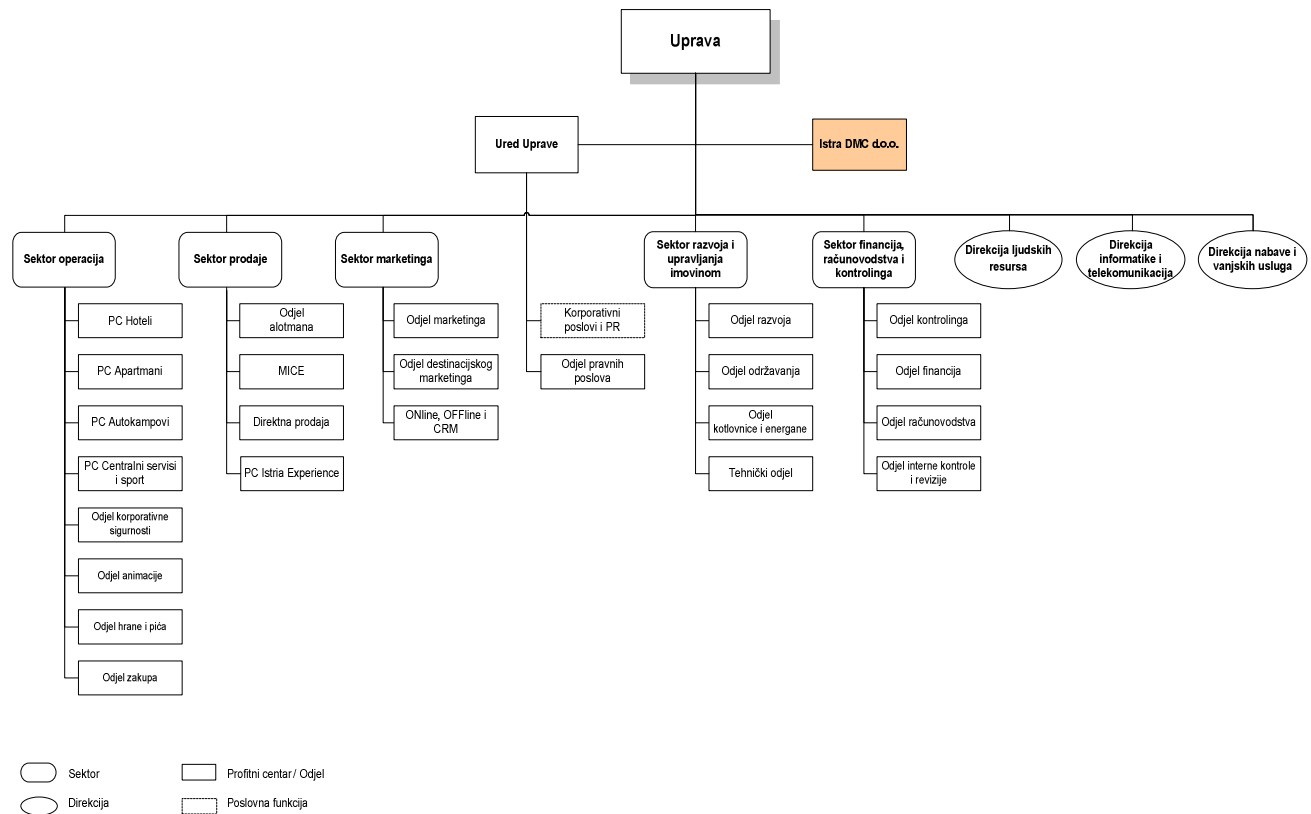 Uprava
Ured Uprave
Istra DMC d.o.o.
Sektor operacija
Sektor prodaje
Sektor marketinga
Sektor razvoja i
upravljanja
imovinom
Sektor financija,
računovodstva i
kontrolinga
Direkcija ljudskih
resursa
Direkcija
informatike i
telekomunikacija
Direkcija nabave i
vanjskih usluga
PC Hoteli
PC Apartmani
PC Autokampovi
PC Centralni servisi
i sport
Odjel korporativne
sigurnosti
Odjel animacije
Odjel hrane i pića
Odjel zakupa
Odjel
alotmana
MICE
Direktna prodaja
PC Istria Experience
Odjel marketinga
Odjel destinacijskog
marketinga
ONline, OFFline i
CRM
Korporativni
poslovi i PR
Odjel pravnih
poslova
Odjel razvoja
Odjel održavanja
Odjel
kotlovnice i energane
Tehnički odjel
Odjel kontrolinga
Odjel financija
Odjel računovodstva
Odjel interne kontrole
i revizije
Sektor
Profitni centar / Odjel
Direkcija
Poslovna funkcija